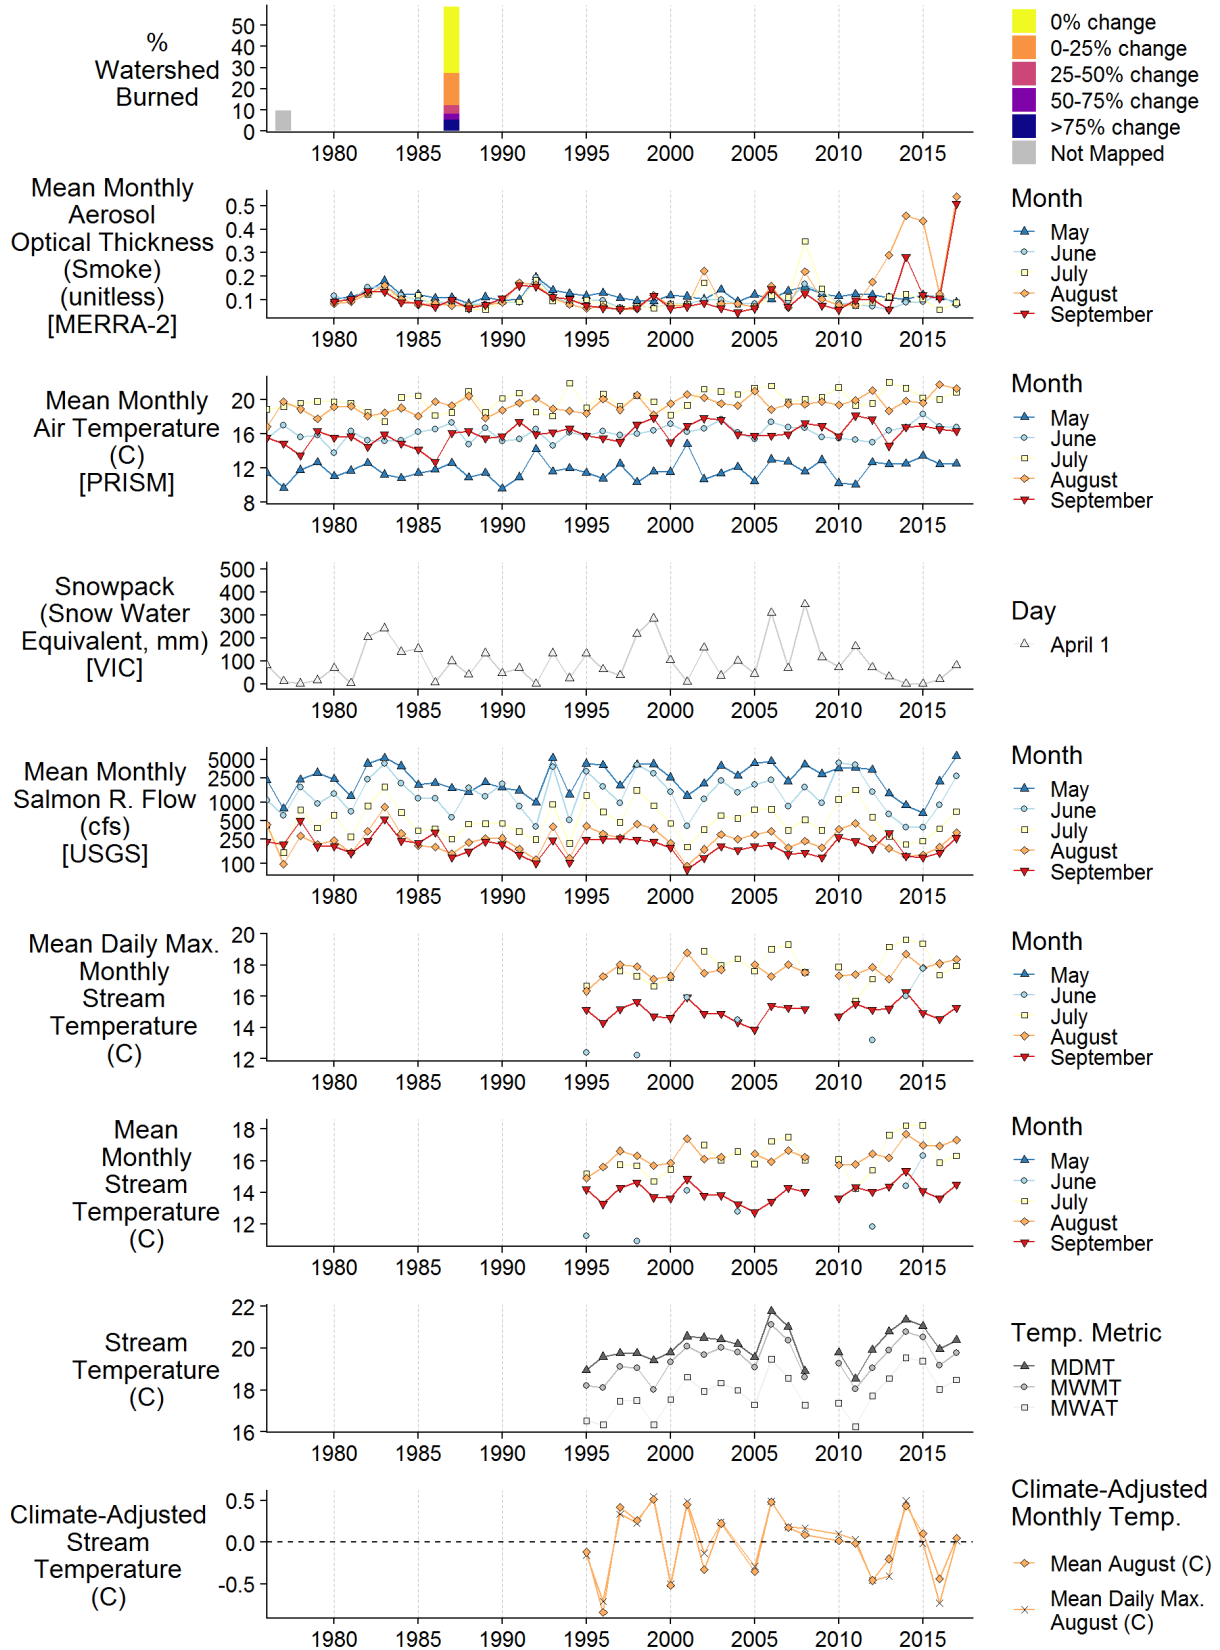 %
Watershed
Burned
50
40
30
20
10
0
1980 1985 1990 1995 2000 2005 2010 2015
0% change
0-25% change
25-50% change
50-75% change
>75% change
Not Mapped
Mean Monthly
Aerosol
Optical Thickness
(Smoke)
(unitless)
[MERRA-2]
0.5
0.4
0.3
0.2
0.1
1980 1985 1990 1995 2000 2005 2010 2015
Month
May
June
July
August
September
Mean Monthly
Air Temperature
(C)
[PRISM]
20
16
12
8
1980 1985 1990 1995 2000 2005 2010 2015
Month
May
June
July
August
September
Snowpack
(Snow Water
Equivalent, mm)
[VIC]
500
400
300
200
100
0
1980 1985 1990 1995 2000 2005 2010 2015
Day
April 1
Mean Monthly
Salmon R. Flow
(cfs)
[USGS]
5000
2500
1000
500
250
100
1980 1985 1990 1995 2000 2005 2010 2015
Month
May
June
July
August
September
Mean Daily Max.
Monthly
Stream
Temperature
(C)
20
18
16
14
12
1980 1985 1990 1995 2000 2005 2010 2015
Month
May
June
July
August
September
Mean
Monthly
Stream
Temperature
(C)
18
16
14
12
1980 1985 1990 1995 2000 2005 2010 2015
Month
May
June
July
August
September
Stream
Temperature
(C)
22
20
18
16
1980 1985 1990 1995 2000 2005 2010 2015
Temp. Metric
MDMT
MWMT
MWAT
Climate-Adjusted
Stream
Temperature
(C)
0.5
0.0
-0.5
1980 1985 1990 1995 2000 2005 2010 2015
Climate-Adjusted
Monthly Temp.
Mean August (C)
Mean Daily Max.
August (C)